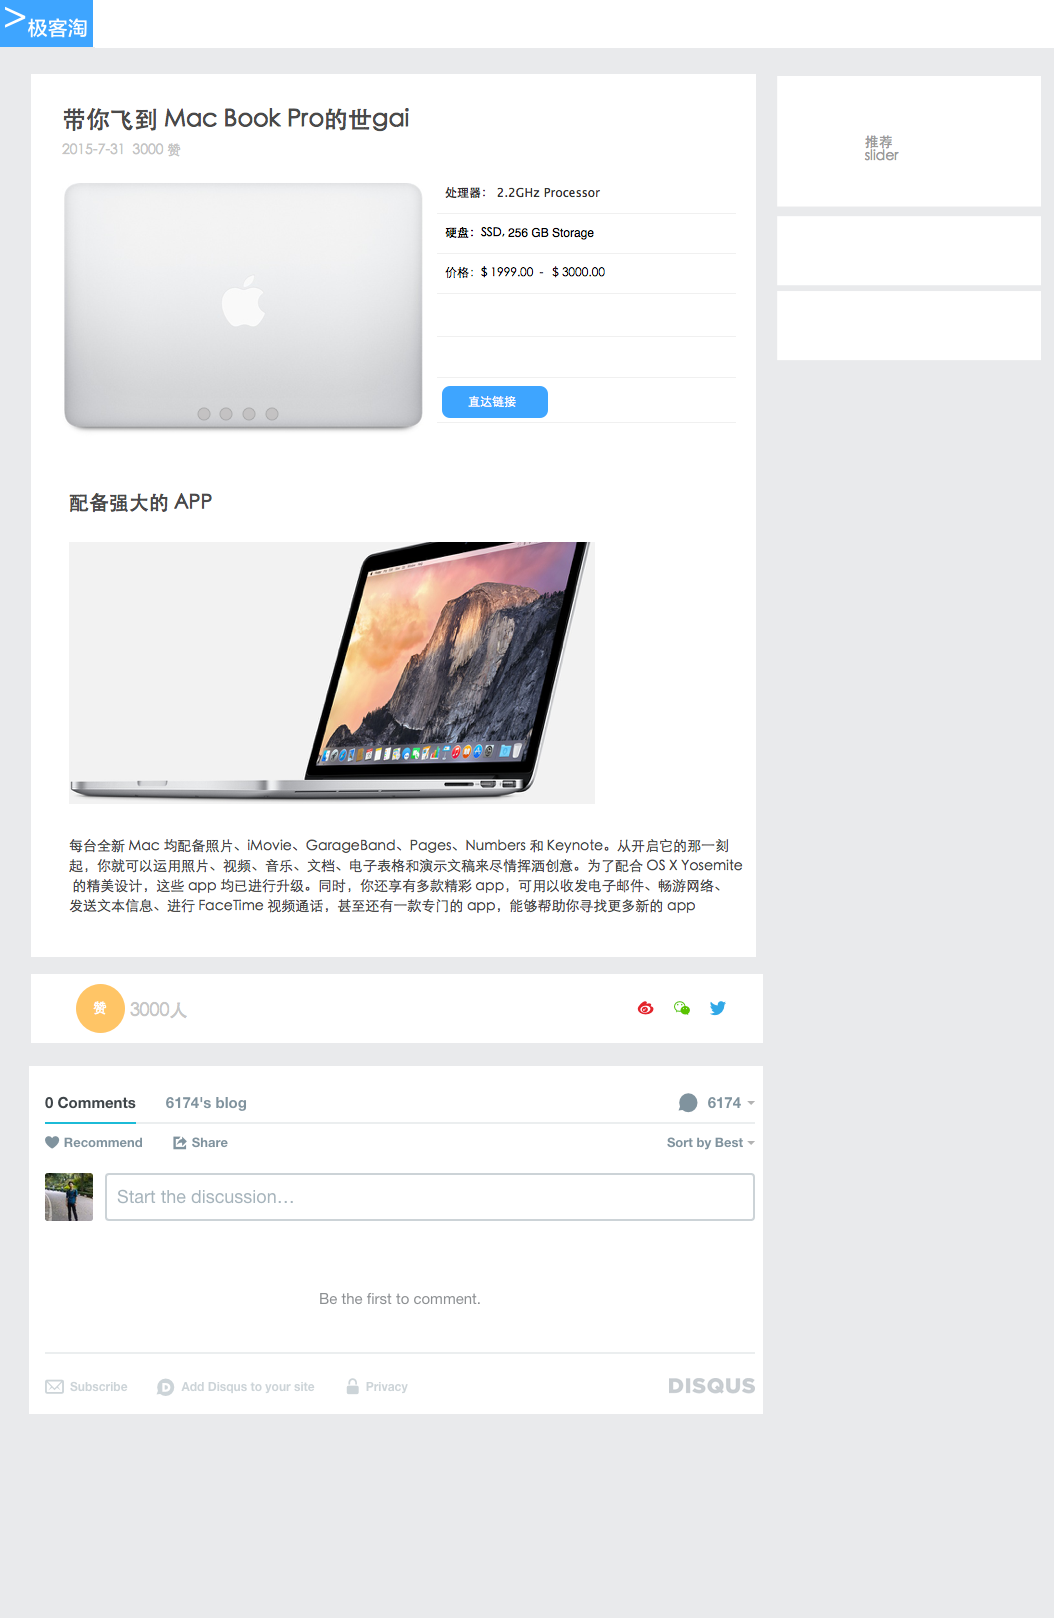 >极客淘
带你飞到 Mac Book Pro的世gai
2015-7-31 3000 赞
处理器： 2.2GHz Processor
硬盘：SSD, 256 GB Storage
价格：$ 1999.00 - $ 3000.00
直达链接
推荐
slider
配备强大的 APP
每台全新 Mac 均配备照片、iMovie、GarageBand、Pages、Numbers 和 Keynote。从开启它的那一刻
起，你就可以运用照片、视频、音乐、文档、电子表格和演示文稿来尽情挥洒创意。为了配合 OS X Yosemite
的精美设计，这些 app 均已进行升级。同时，你还享有多款精彩 app，可用以收发电子邮件、畅游网络、
发送文本信息、进行 FaceTime 视频通话，甚至还有一款专门的 app，能够帮助你寻找更多新的 app
赞 3000人
0 Comments 6174's blog 6174
Recommend Share Sort by Best
Start the discussion…
Be the first to comment.
Subscribe Add Disqus to your site Privacy DISQUS